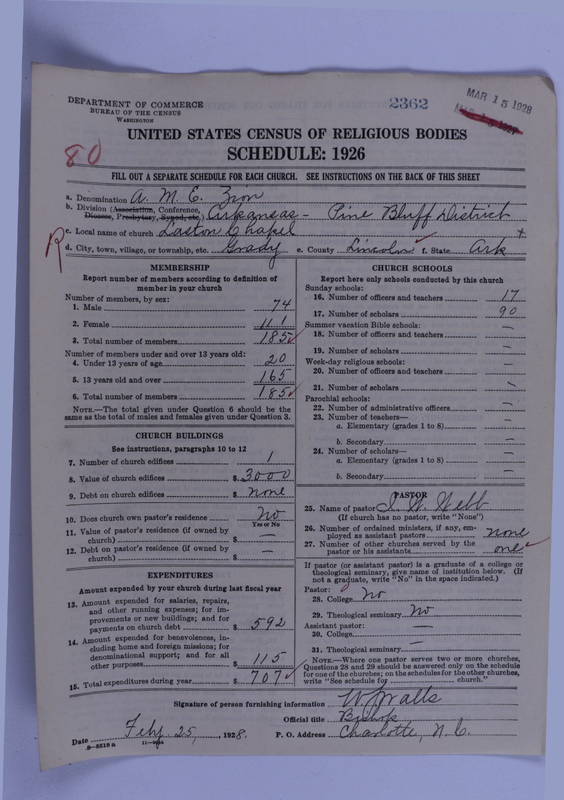 DEPARTMENT OF COMMERCE
BUREAU OF THE CENSUS
WASHINGTON
2362
MAR 15 1928
UNITED STATES CENSUS OF RELIGIOUS BODIES
SCHEDULE: 1926
80
FILL OUT A SEPARATE SCHEDULE FOR EACH CHURCH. SEE INSTRUCTIONS ON THE BACK OF THIS SHEET
a. Denomination A. M. E. Zion
b. Division (Association, Conference, Diocese, Presbytery, Synod, etc.) Arkansas - Pine Bluff District
R
c. Local name of church Laston Chapel +
d. City, town, village, or township, etc. Grady e. County Lincoln f. State Ark
MEMBERSHIP
Report number of members according to definition of
member in your church
Number of members, by sex:
1. Male 74
2. Female 111
3. Total number of members 185
Number of members under and over 13 years old:
4. Under 13 years of age 20
5. 13 years old and over 165
6. Total number of members 185
NOTE.—The total given under Question 6 should be
same as the total of males and females given under Question 3.
CHURCH BUILDINGS
See instructions, paragraphs 10 to 12
7. Number of church edifices 1
8. Value of church edifices $ 3000
9. Debt on church edifices $ none
10. Does church own pastor's residence No
Yes or No
11. Value of pastor's residence (if owned by
church) $ —
12. Debt on pastor's residence (if owned by
church) $ —
EXPENDITURES
Amount expended by your church during last fiscal year
13. Amount expended for salaries, repairs,
and other running expenses; for im-
provements or new buildings; and for
payments on church debt $ 592
14. Amount expended for benevolences, in-
cluding home and foreign missions; for
denominational support; and for all
other purposes $ 115
15. Total expenditures during year $ 707
CHURCH SCHOOLS
Report here only schools conducted by this church
Sunday schools:
16. Number of officers and teachers 17
17. Number of scholars 90
Summer vacation Bible schools:
18. Number of officers and teachers —
19. Number of scholars —
Week-day religious schools:
20. Number of officers and teachers —
21. Number of scholars —
Parochial schools:
22. Number of administrative officers —
23. Number of teachers—
a. Elementary (grades 1 to 8) —
b. Secondary —
24. Number of scholars—
a. Elementary (grades 1 to 8) —
b. Secondary —
PASTOR
25. Name of pastor Webb
(If church has no pastor, write "None")
26. Number of ordained ministers, if any, em-
ployed as assistant pastors none
27. Number of other churches served by the
pastor or his assistants one
If pastor (or assistant pastor) is a graduate of a college or
theological seminary, give name of institution below. (If
not a graduate, write "No" in the space indicated.)
Pastor:
28. College No
29. Theological seminary No
Assistant pastor: —
30. College
31. Theological seminary —
NOTE.—Where one pastor serves two or more churches,
Questions 28 and 29 should be answered only on the schedule
for one of the churches; on the schedules for the other churches,
write "See schedule for church."
Signature of person furnishing information W J Walls
Official title Bishop
Date Feby. 25, 1928. P. O. Address Charlotte, N. C.
8-5518a